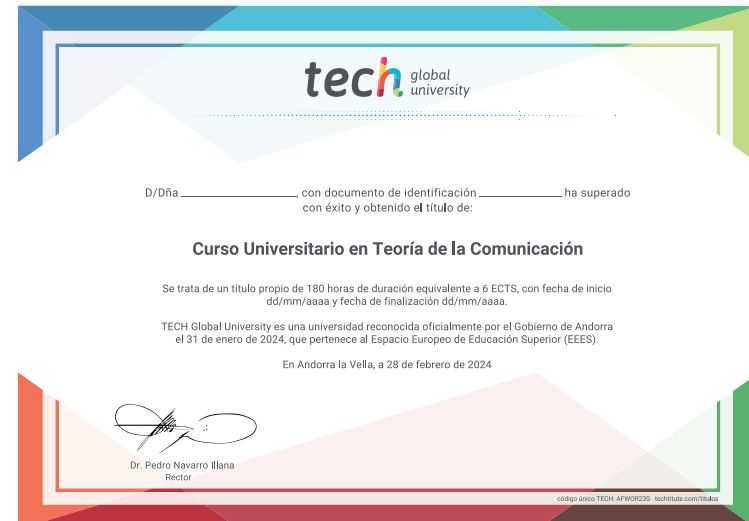 tech global
university
D/Dña ____________________, con documento de identificación ______________ ha superado
con éxito y obtenido el título de:
Curso Universitario en Teoría de la Comunicación
Se trata de un título propio de 180 horas de duración equivalente a 6 ECTS, con fecha de inicio
dd/mm/aaaa y fecha de finalización dd/mm/aaaa.
TECH Global University es una universidad reconocida oficialmente por el Gobierno de Andorra
el 31 de enero de 2024, que pertenece al Espacio Europeo de Educación Superior (EEES).
En Andorra la Vella, a 28 de febrero de 2024
Dr. Pedro Navarro Illana
Rector
código único TECH: AFWOR23S techtitute.com/titulos